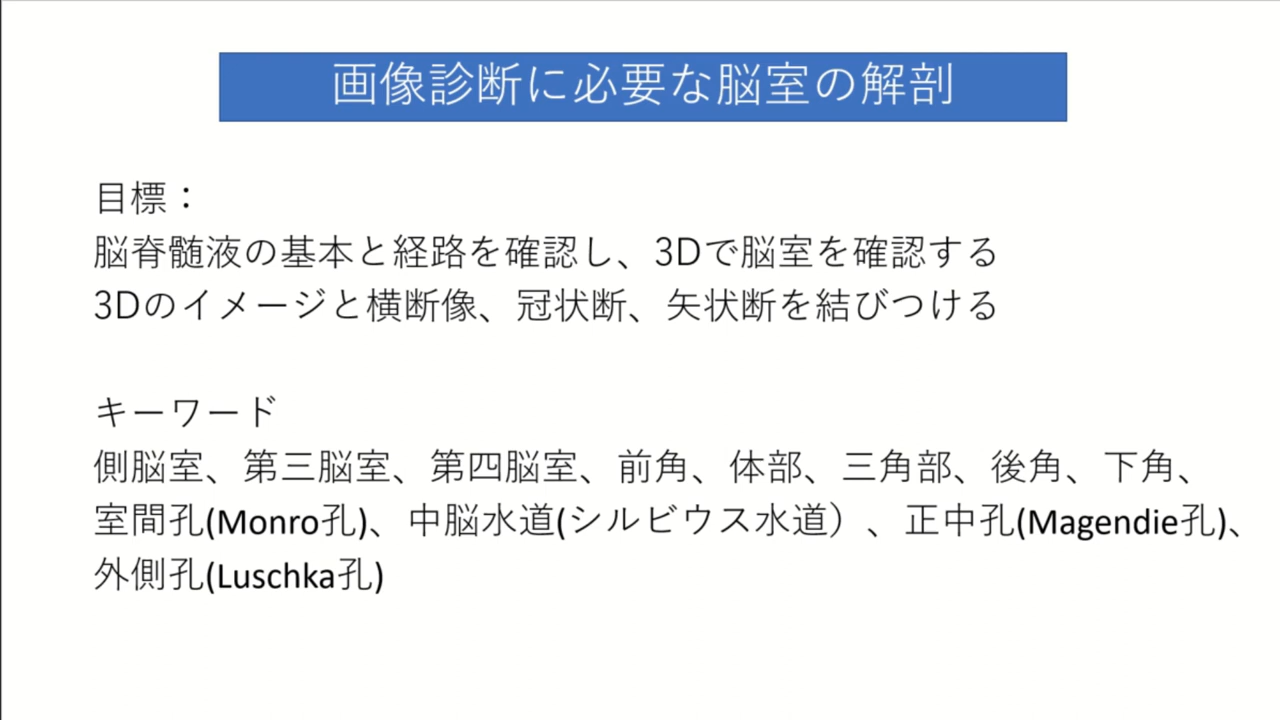 画像診断に必要な脳室の解剖
目標：
脳脊髄液の基本と経路を確認し、3Dで脳室を確認する
3Dのイメージと横断像、冠状断、矢状断を結びつける
キーワード
側脳室、第三脳室、第四脳室、前角、体部、三角部、後角、下角、
室間孔(Monro孔)、中脳水道(シルビウス水道）、正中孔(Magendie孔)、
外側孔(Luschka孔)